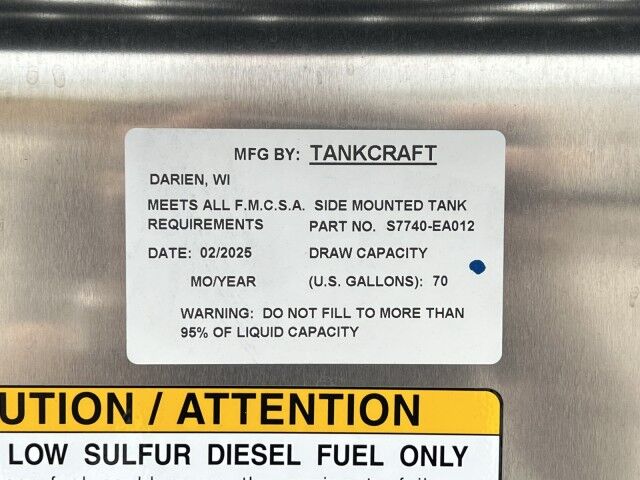 MFG BY: TANKCRAFT
DARIEN, WI
MEETS ALL F.M.C.S.A. SIDE MOUNTED TANK
REQUIREMENTS PART NO. S7740-EA012
DATE: 02/2025 DRAW CAPACITY
MO/YEAR (U.S. GALLONS): 70
WARNING: DO NOT FILL TO MORE THAN
95% OF LIQUID CAPACITY
UTION / ATTENTION
LOW SULFUR DIESEL FUEL ONLY